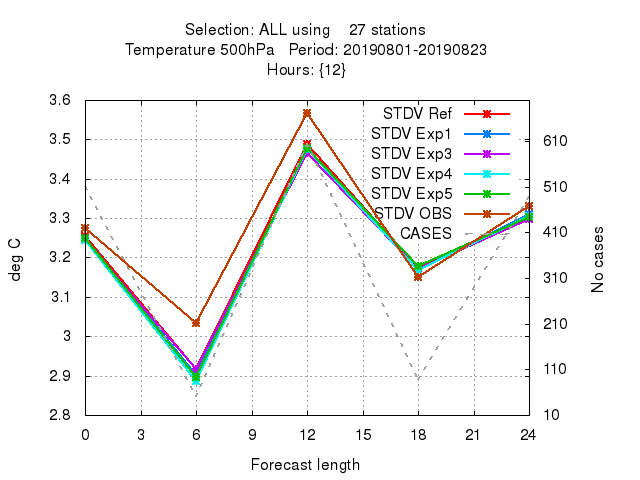 Selection: ALL using    27 stations
Temperature 500hPa   Period: 20190801-20190823
Hours: {12}
3.6
3.5
3.4
3.3
3.2
3.1
3
2.9
2.8
deg C
STDV Ref
STDV Exp1
STDV Exp3
STDV Exp4
STDV Exp5
STDV OBS
CASES
610
510
410
310
210
110
10
No cases
0 3 6 9 12 15 18 21 24
Forecast length